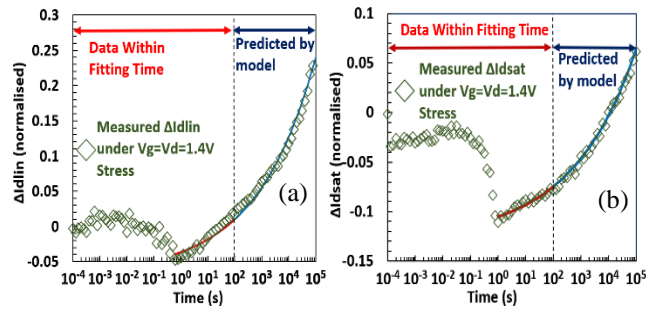 0.3
0.25
0.2
0.15
0.1
0.05
0
-0.05
ΔIdlin (normalised)
Data Within
Fitting Time
Predicted
by model
Measured ΔIdlin
under Vg=Vd=1.4V
Stress
(a)
10-4 10-3 10-2 10-1 100 101 102 103 104 105
Time (s)
0.1
0.05
0
-0.05
-0.1
-0.15
ΔIdsat (normalised)
Data Within Fitting Time
Predicted
by model
Measured ΔIdsat
under Vg=Vd=1.4V
Stress
(b)
10-4 10-3 10-2 10-1 100 101 102 103 104 105
Time (s)